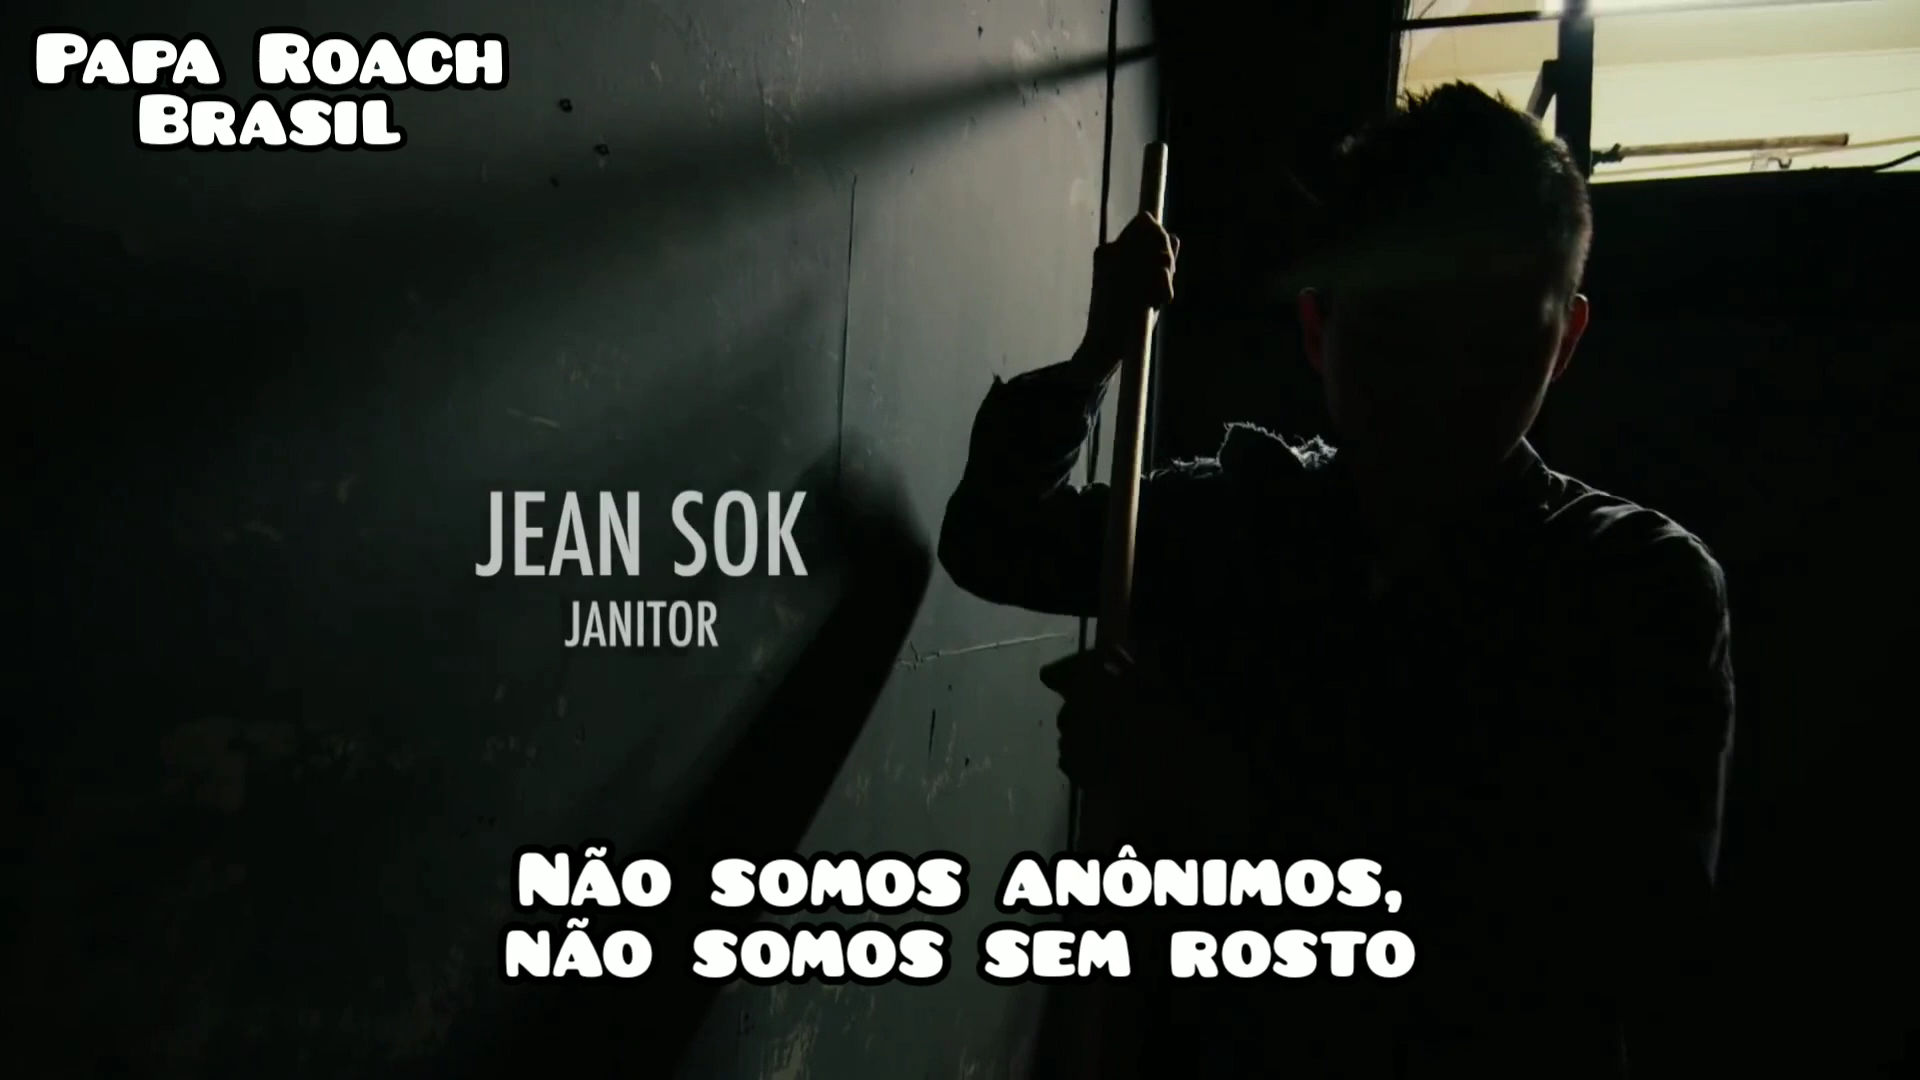 PAPA ROACH
BRASIL
JEAN SOK
JANITOR
NÃO SOMOS ANÔNIMOS,
NÃO SOMOS SEM ROSTO